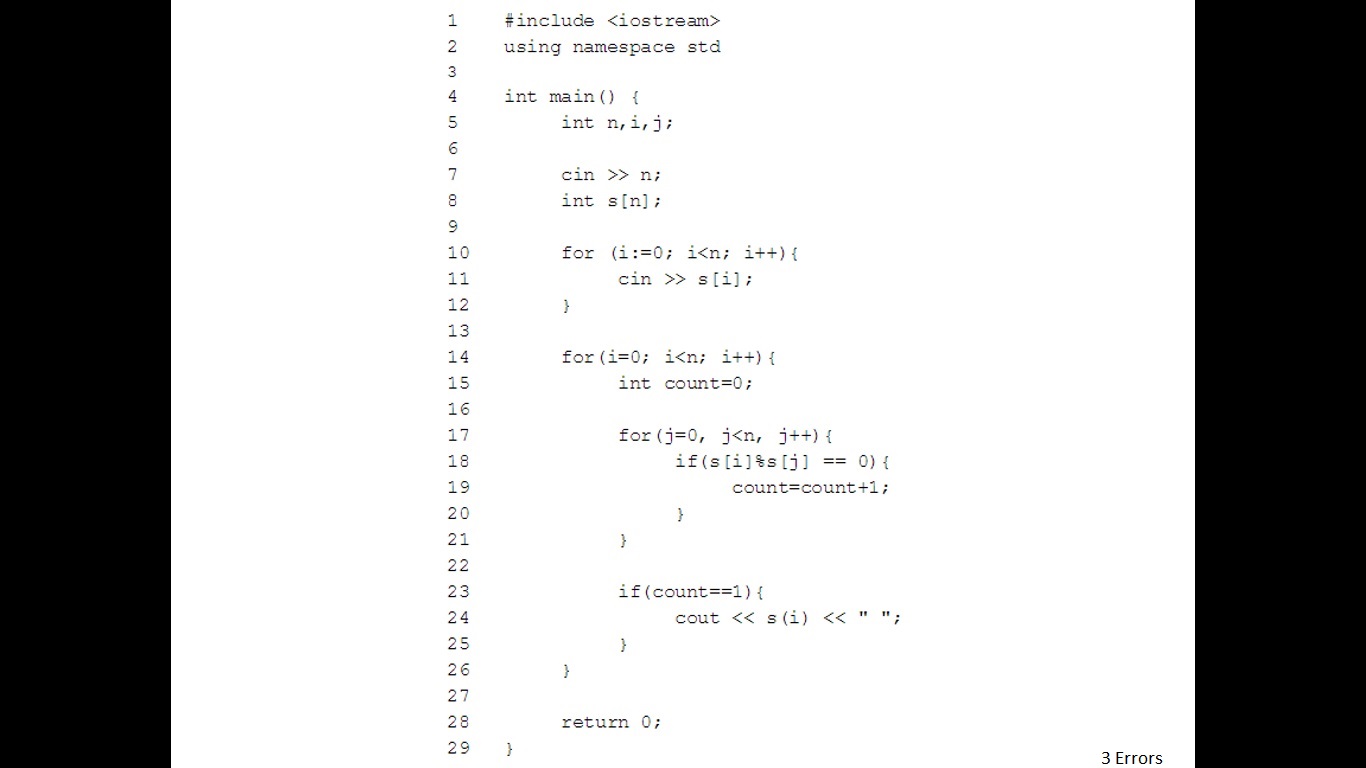 1 #include <iostream>
2 using namespace std
3
4 int main() {
5 int n,i,j;
6
7 cin >> n;
8 int s[n];
9
10 for (i:=0; i<n; i++){
11 cin >> s[i];
12 }
13
14 for(i=0; i<n; i++){
15 int count=0;
16
17 for(j=0, j<n, j++){
18 if(s[i]%s[j] == 0){
19 count=count+1;
20 }
21 }
22
23 if(count==1){
24 cout << s(i) << " ";
25 }
26 }
27
28 return 0;
29 }
3 Errors